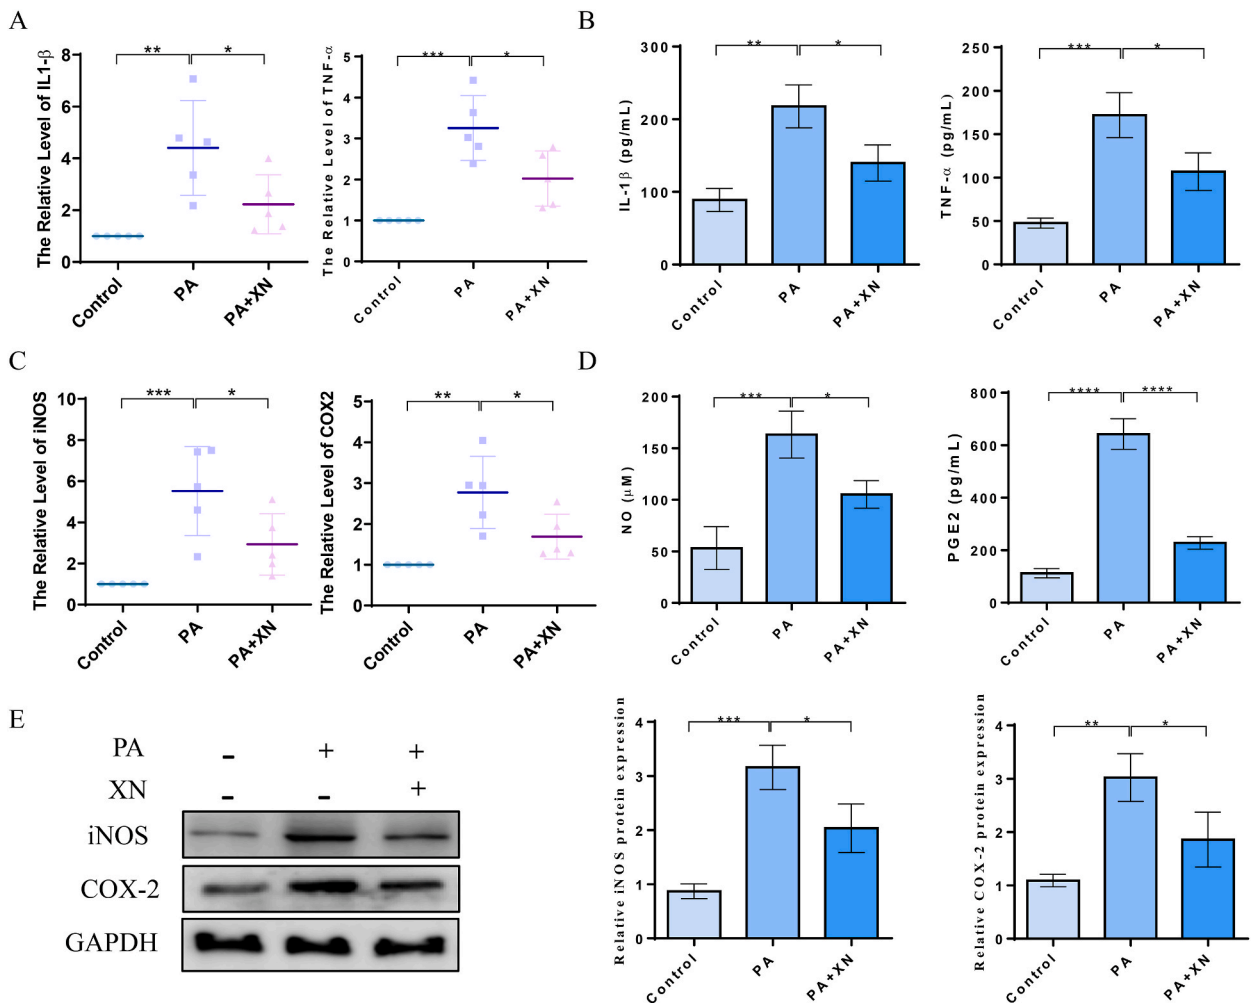 A
The Relative Level of IL1-β
8
6
4
2
0
** *
Control
PA
PA+XN
The Relative Level of TNF-α
5
4
3
2
1
0
*** *
Control
PA
PA+XN
B
IL-1β (pg/mL)
300
200
100
0
** *
Control
PA
PA+XN
TNF-α (pg/mL)
250
200
150
100
50
0
*** *
Control
PA
PA+XN
C
The Relative Level of iNOS
10
8
6
4
2
0
*** *
Control
PA
PA+XN
The Relative Level of COX2
5
4
3
2
1
0
** *
Control
PA
PA+XN
D
NO (μM)
200
150
100
50
0
*** *
Control
PA
PA+XN
PGE2 (pg/mL)
800
600
400
200
0
**** ****
Control
PA
PA+XN
E
PA - + +
XN - - +
iNOS
COX-2
GAPDH
Relative iNOS protein expression
4
3
2
1
0
*** *
Control
PA
PA+XN
Relative COX-2 protein expression
4
3
2
1
0
** *
Control
PA
PA+XN